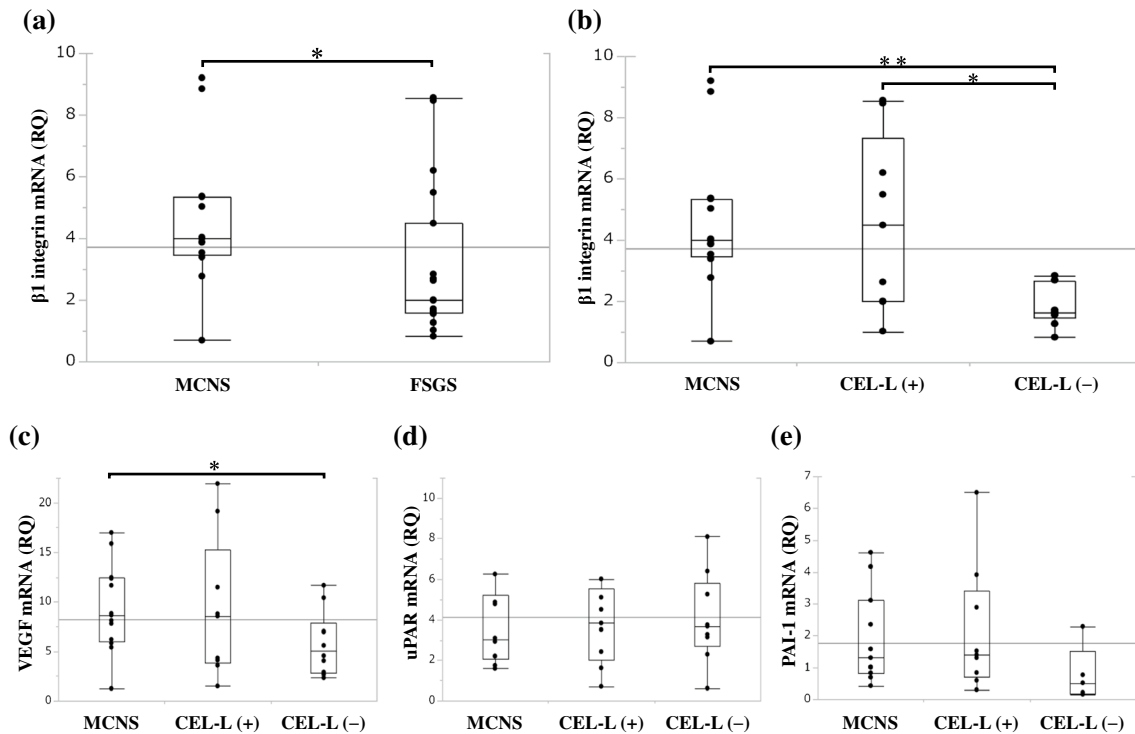 (a)
β1 integrin mRNA (RQ)
10
8
6
4
2
0
*
MCNS FSGS
(b)
β1 integrin mRNA (RQ)
10
8
6
4
2
0
**
*
MCNS CEL-L (+) CEL-L (−)
(c)
VEGF mRNA (RQ)
20
15
10
5
0
*
MCNS CEL-L (+) CEL-L (−)
(d)
uPAR mRNA (RQ)
10
8
6
4
2
0
MCNS CEL-L (+) CEL-L (−)
(e)
PAI-1 mRNA (RQ)
7
6
5
4
3
2
1
0
MCNS CEL-L (+) CEL-L (−)